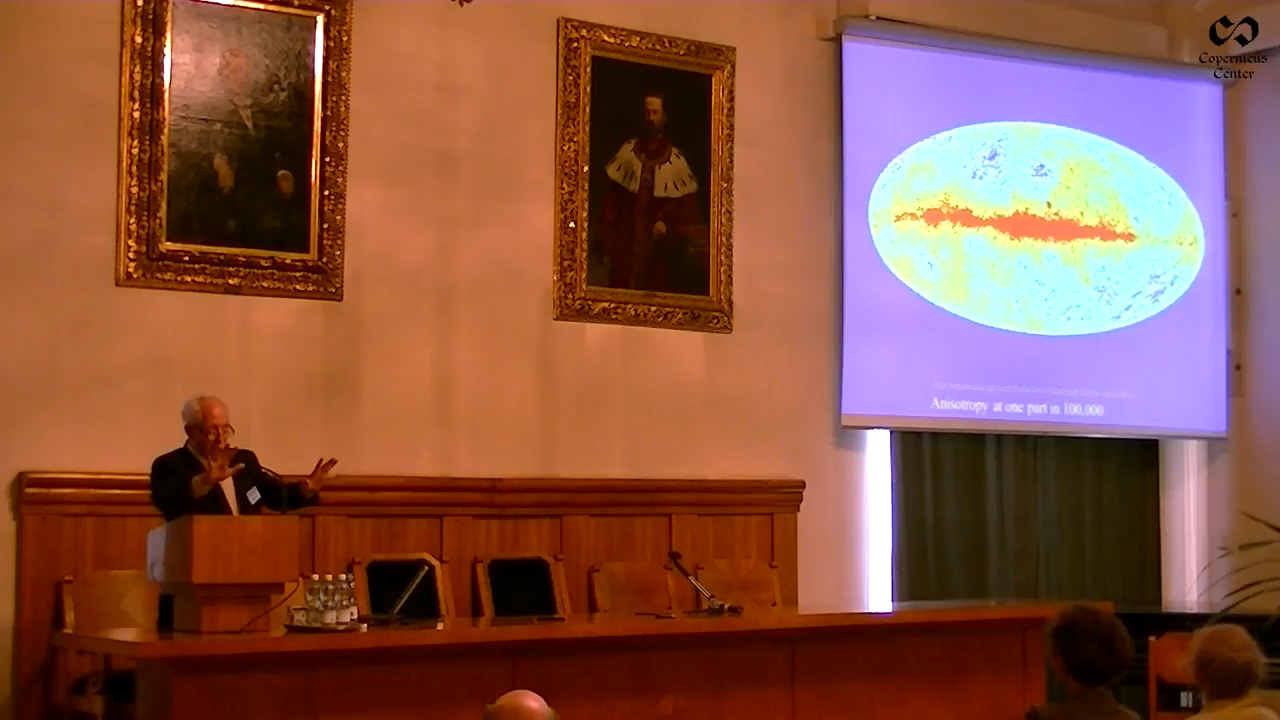 Copernicus
Center
Anisotropy at one part in 100,000